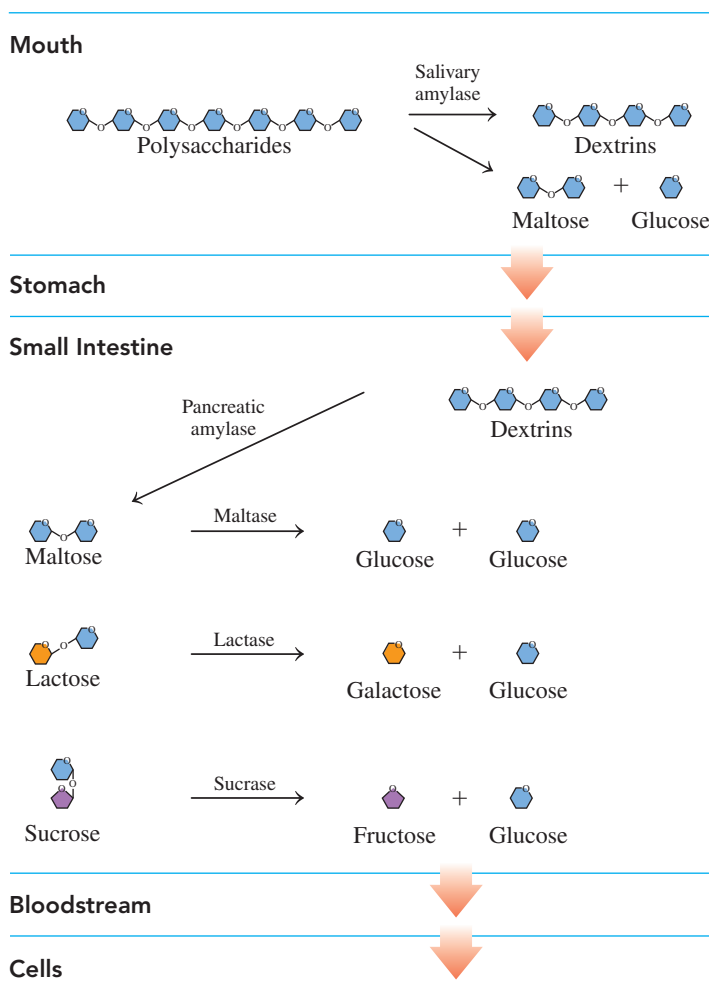 Mouth
Salivary
amylase
Polysaccharides
Dextrins
+
Maltose
Glucose
Stomach
Small Intestine
Pancreatic
amylase
Dextrins
Maltose
Maltase
Glucose
+
Glucose
Lactose
Lactase
Galactose
+
Glucose
Sucrose
Sucrase
Fructose
+
Glucose
Bloodstream
Cells